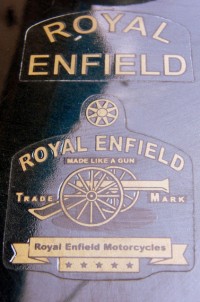 ROYAL
ENFIELD
ROYAL ENFIELD
MADE LIKE A GUN
TRADE MARK
Royal Enfield Motorcycles